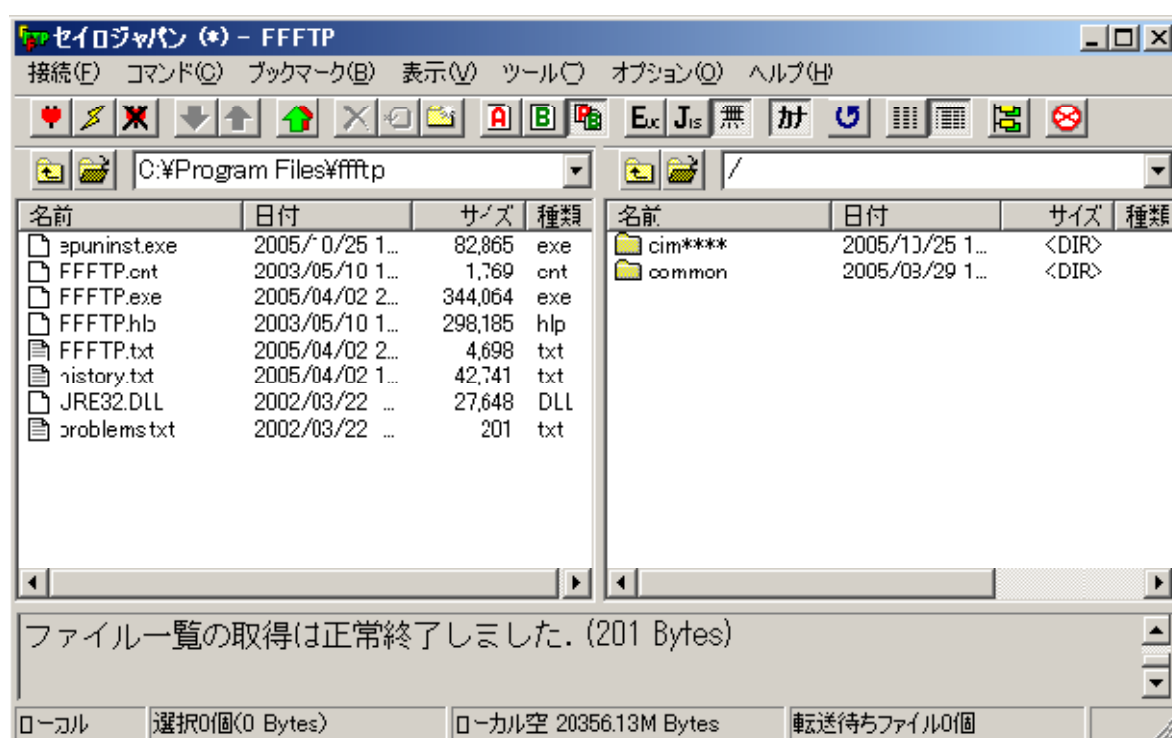 セイロジャパン (*) - FFFTP
接続(F) コマンド(C) ブックマーク(B) 表示(V) ツール(T) オプション(O) ヘルプ(H)
A B Euc Jis 無 カナ
C:¥Program Files¥ffftp
/
名前 日付 サイズ 種類
epuninst.exe 2005/10/25 1... 82,865 exe
FFFTP.cnt 2003/05/10 1... 1,769 cnt
FFFTP.exe 2005/04/02 2... 344,064 exe
FFFTP.hlp 2003/05/10 1... 298,185 hlp
FFFTP.txt 2005/04/02 2... 4,698 txt
history.txt 2005/04/02 1... 42,741 txt
JRE32.DLL 2002/03/22 ... 27,648 DLL
problems.txt 2002/03/22 ... 201 txt
名前 日付 サイズ 種類
cim**** 2005/10/25 1... <DIR>
common 2005/03/29 1... <DIR>
ファイル一覧の取得は正常終了しました. (201 Bytes)
ローカル 選択0個(0 Bytes) ローカル空 20356.13M Bytes 転送待ちファイル0個